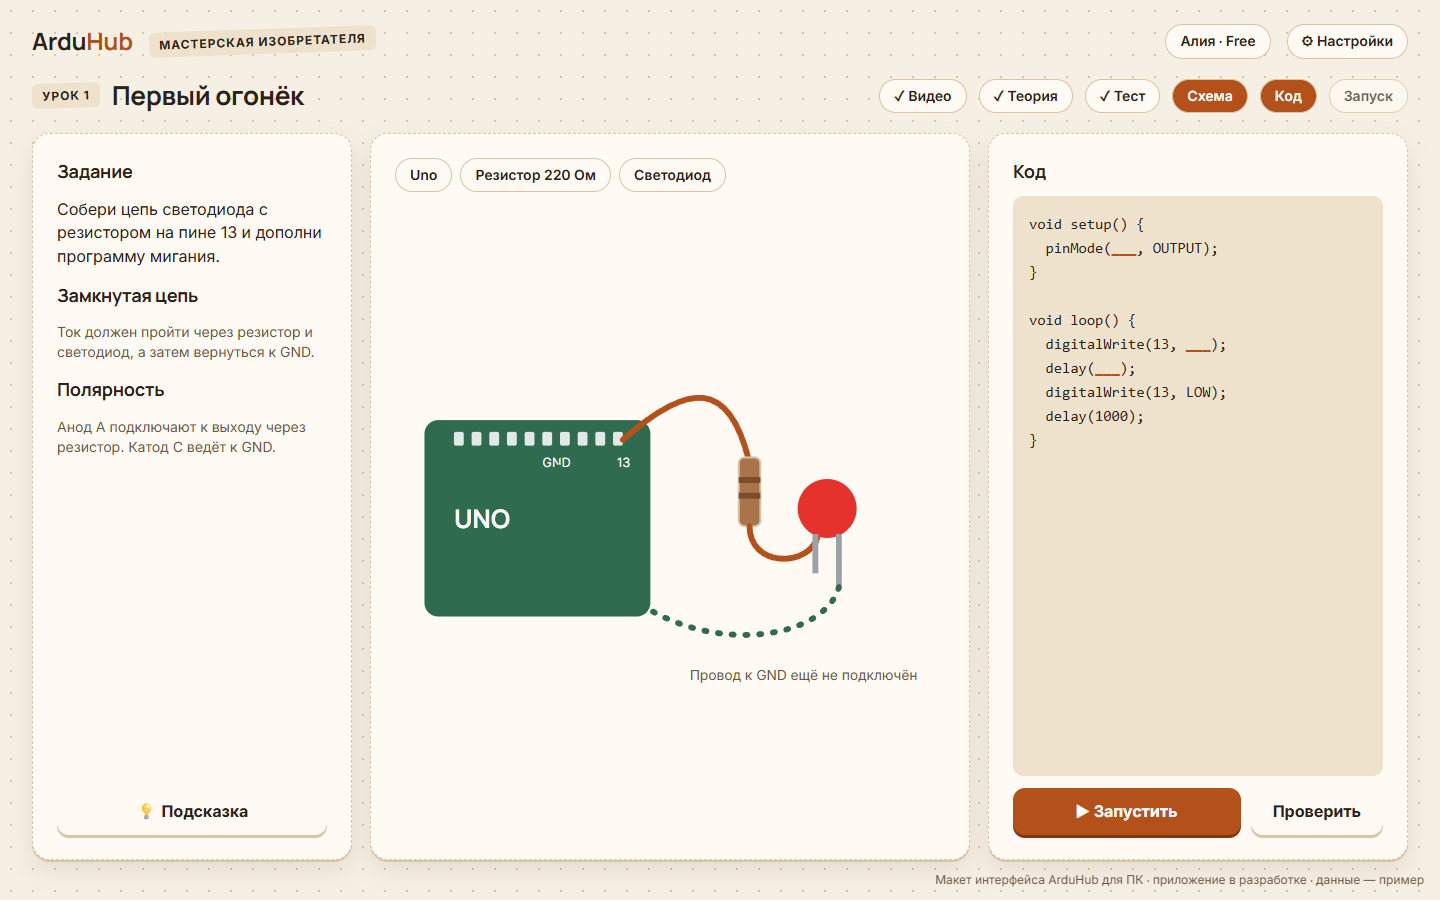 ArduHub
МАСТЕРСКАЯ ИЗОБРЕТАТЕЛЯ
Алия · Free
⚙ Настройки
УРОК 1
Первый огонёк
✓ Видео
✓ Теория
✓ Тест
Схема
Код
Запуск
Задание
Собери цепь светодиода с
резистором на пине 13 и дополни
программу мигания.
Замкнутая цепь
Ток должен пройти через резистор и
светодиод, а затем вернуться к GND.
Полярность
Анод А подключают к выходу через
резистор. Катод С ведёт к GND.
💡 Подсказка
Uno
Резистор 220 Ом
Светодиод
GND
13
UNO
Провод к GND ещё не подключён
Код
void setup() {
  pinMode(___, OUTPUT);
}
void loop() {
  digitalWrite(13, ___);
  delay(___);
  digitalWrite(13, LOW);
  delay(1000);
}
▶ Запустить
Проверить
Макет интерфейса ArduHub для ПК · приложение в разработке · данные — пример